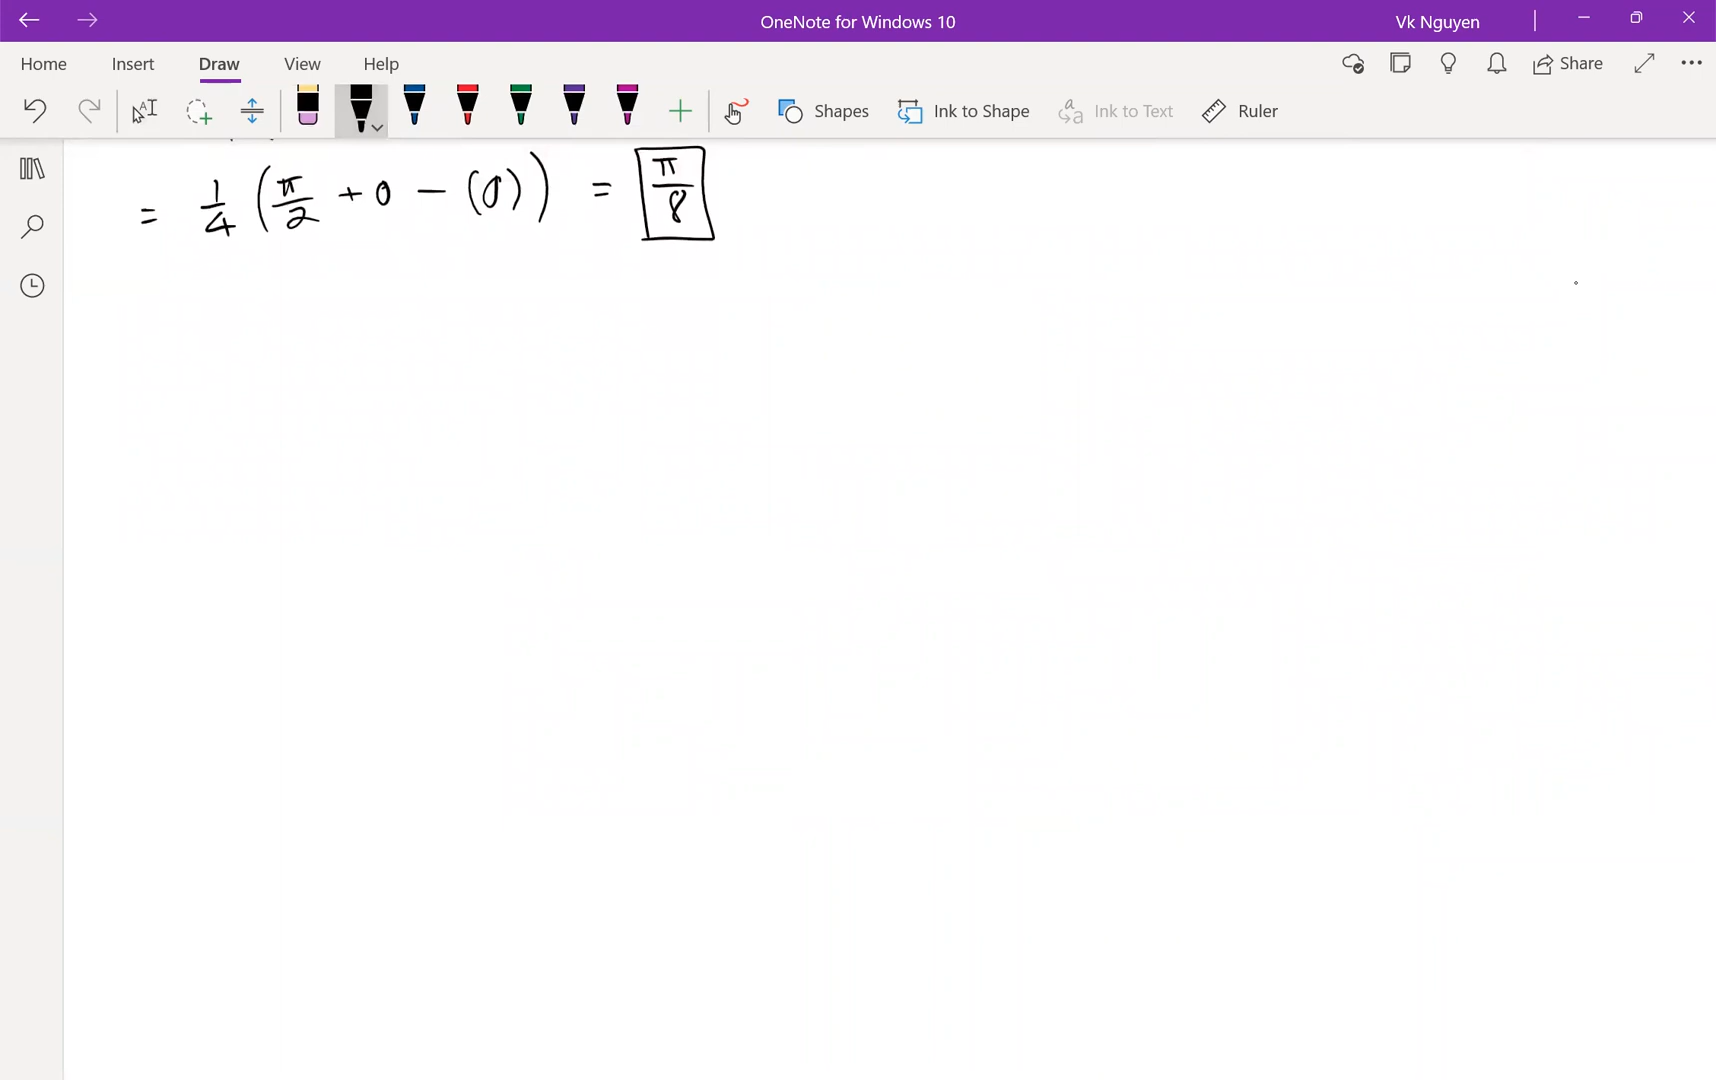 OneNote for Windows 10
Vk Nguyen
Home Insert Draw View Help
Share
Shapes Ink to Shape Ink to Text Ruler
= 1/4 (π/2 + 0 - (0)) = π/8